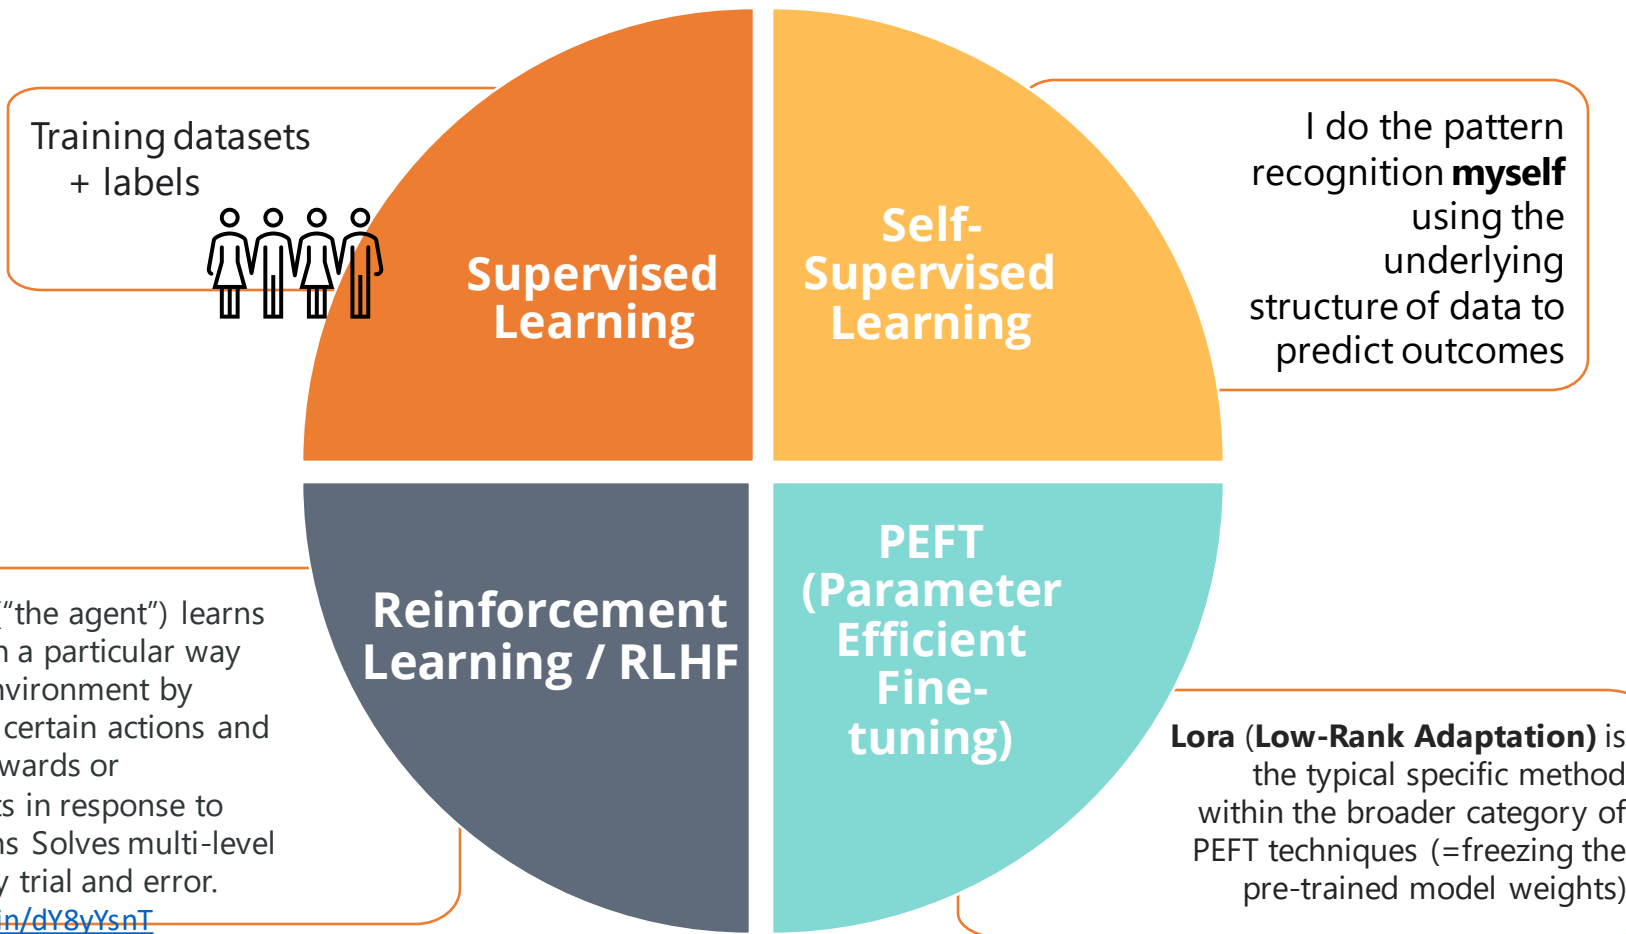 Training datasets
+ labels
Supervised
Learning
Self-
Supervised
Learning
I do the pattern
recognition myself
using the
underlying
structure of data to
predict outcomes
("the agent") learns
a particular way
by
certain actions and
or
in response to
Solves multi-level
trial and error.
in/dY8yYsnT
Reinforcement
Learning / RLHF
PEFT
(Parameter
Efficient
Fine-
tuning)
Lora (Low-Rank Adaptation) is
the typical specific method
within the broader category of
PEFT techniques (=freezing the
pre-trained model weights)